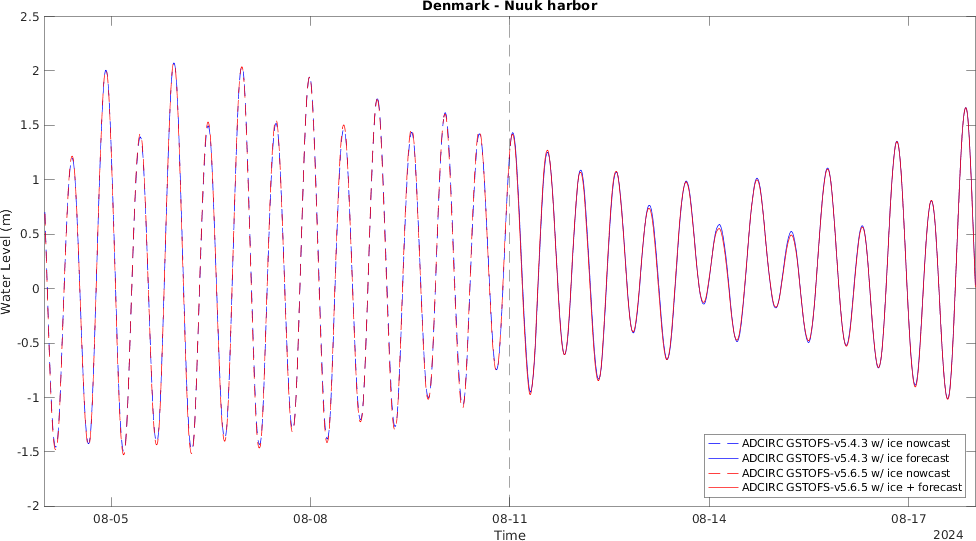 Denmark - Nuuk harbor
2.5
2
1.5
1
0.5
0
-0.5
-1
-1.5
-2
Water Level (m)
08-05
08-08
08-11
08-14
08-17
Time
2024
ADCIRC GSTOFS-v5.4.3 w/ ice nowcast
ADCIRC GSTOFS-v5.4.3 w/ ice forecast
ADCIRC GSTOFS-v5.6.5 w/ ice nowcast
ADCIRC GSTOFS-v5.6.5 w/ ice + forecast